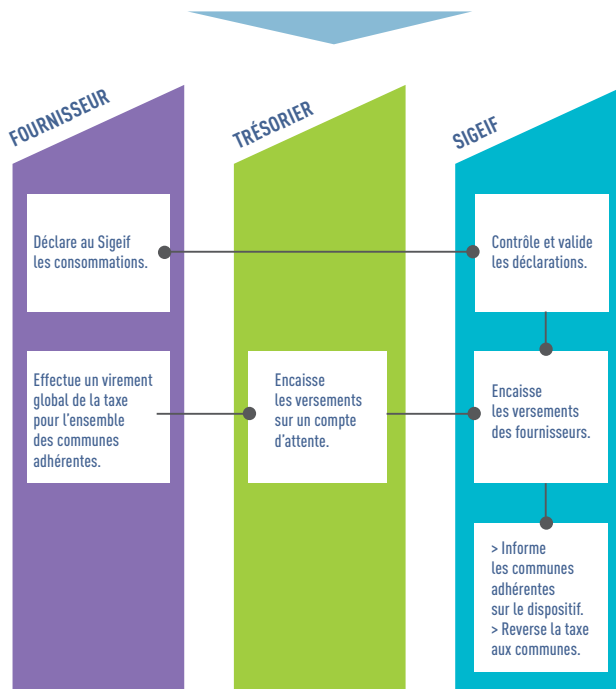 FOURNISSEUR
TRÉSORIER
SIGEIF
Déclare au Sigeif
les consommations.
Contrôle et valide
les déclarations.
Effectue un virement
global de la taxe
pour l'ensemble
des communes
adhérentes.
Encaisse
les versements
sur un compte
d'attente.
Encaisse
les versements
des fournisseurs.
> Informe
les communes
adhérentes
sur le dispositif.
> Reverse la taxe
aux communes.